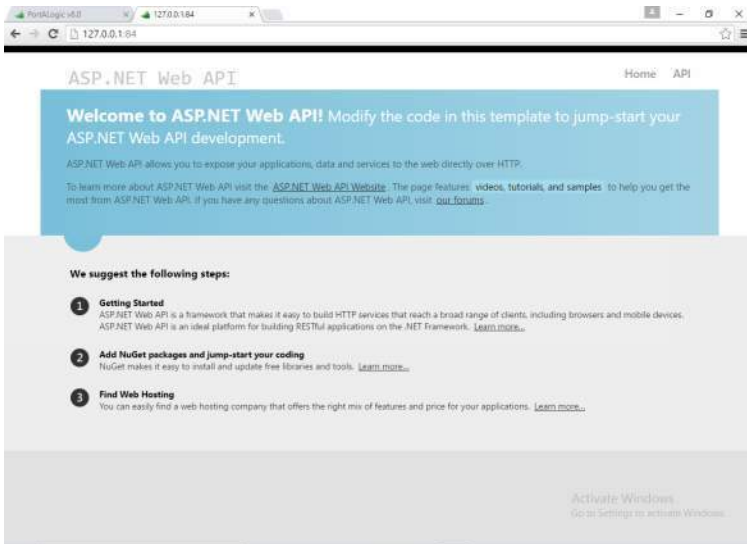 PortALogic v6.0
127.0.0.1:84
127.0.0.1:84
ASP.NET Web API
Home API
Welcome to ASP.NET Web API! Modify the code in this template to jump-start your
ASP.NET Web API development.
ASP.NET Web API allows you to expose your applications, data and services to the web directly over HTTP.
To learn more about ASP.NET Web API visit the ASP.NET Web API Website. The page features videos, tutorials, and samples to help you get the
most from ASP.NET Web API. If you have any questions about ASP.NET Web API, visit our forums.
We suggest the following steps:
1 Getting Started
ASP.NET Web API is a framework that makes it easy to build HTTP services that reach a broad range of clients, including browsers and mobile devices.
ASP.NET Web API is an ideal platform for building RESTful applications on the .NET Framework. Learn more...
2 Add NuGet packages and jump-start your coding
NuGet makes it easy to install and update free libraries and tools. Learn more...
3 Find Web Hosting
You can easily find a web hosting company that offers the right mix of features and price for your applications. Learn more...
Activate Windows
Go to Settings to activate Windows.